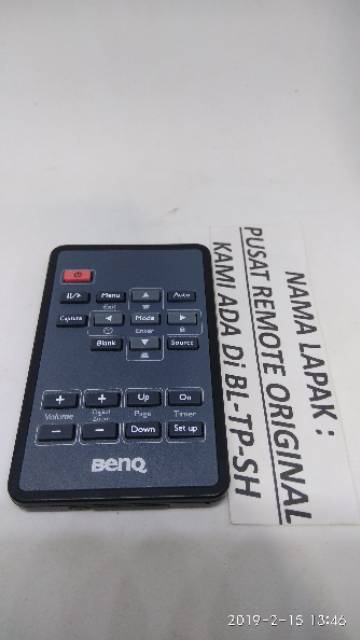 NAMA LAPAK :
PUSAT REMOTE ORIGINAL
KAMI ADA Di BL-TP-SH
Menu
Auto
Exit
Capture
Mode
Enter
Blank
Source
+ + Up On
Volume Digital Zoom Page Timer
− − Down Set up
BenQ
2019-2-15 13:46